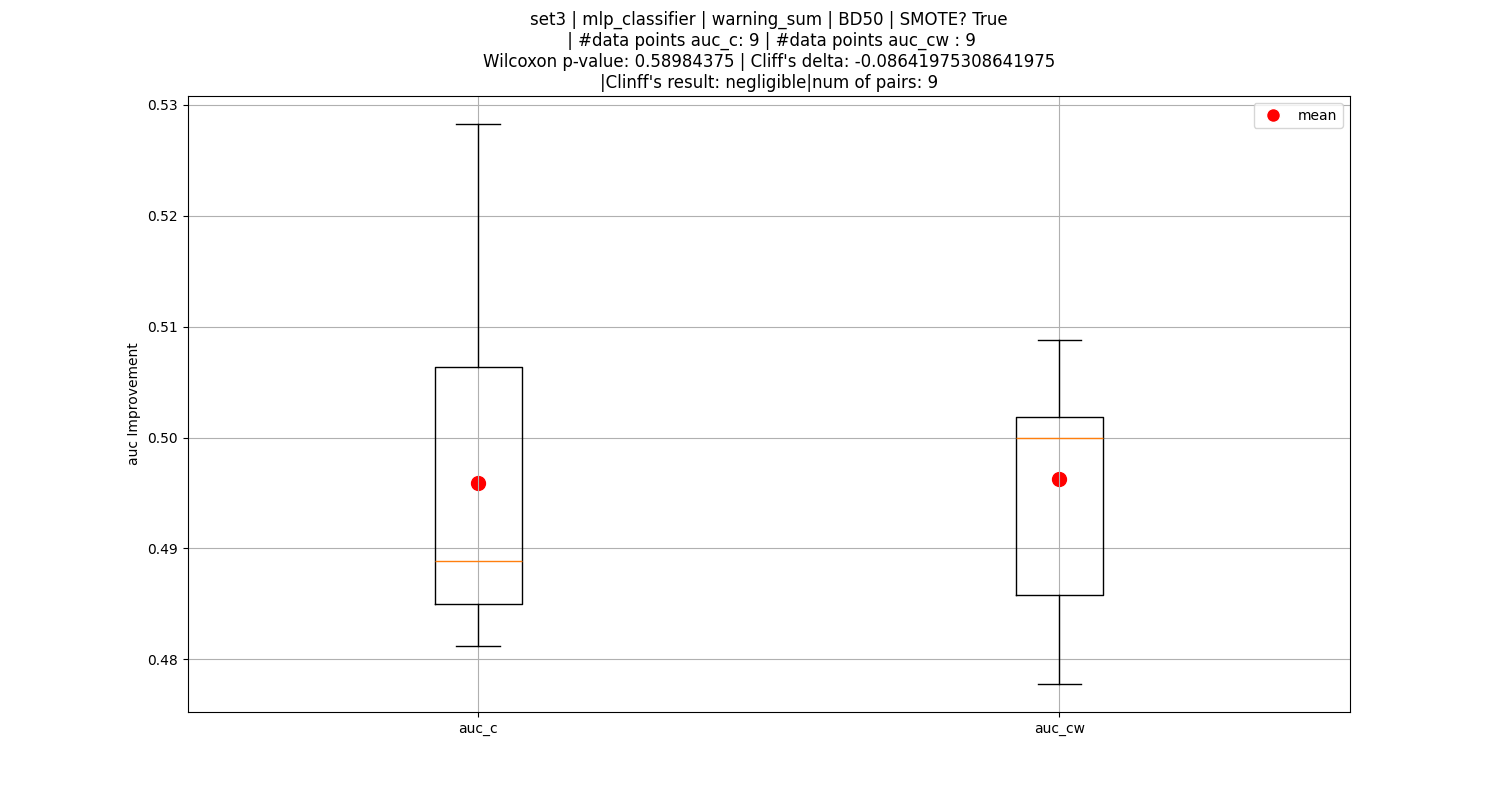 set3 | mlp_classifier | warning_sum | BD50 | SMOTE? True
| #data points auc_c: 9 | #data points auc_cw : 9
Wilcoxon p-value: 0.58984375 | Cliff's delta: -0.08641975308641975
|Clinff's result: negligible|num of pairs: 9
mean
auc Improvement
0.53
0.52
0.51
0.50
0.49
0.48
auc_c
auc_cw